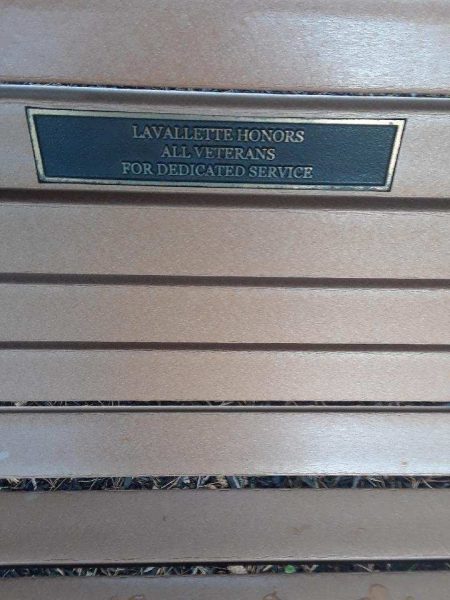 LAVALLETTE HONORS
ALL VETERANS
FOR DEDICATED SERVICE